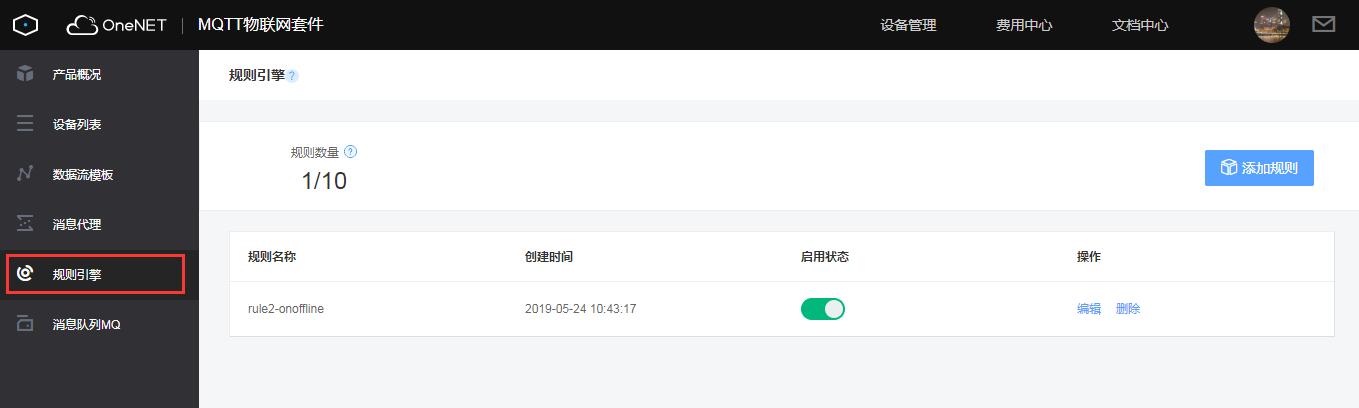 OneNET MQTT物联网套件 设备管理 费用中心 文档中心
产品概况
设备列表
数据流模板
消息代理
规则引擎
消息队列MQ
规则引擎 ?
规则数量 ?
1/10
添加规则
规则名称 创建时间 启用状态 操作
rule2-onoffline 2019-05-24 10:43:17 编辑 删除